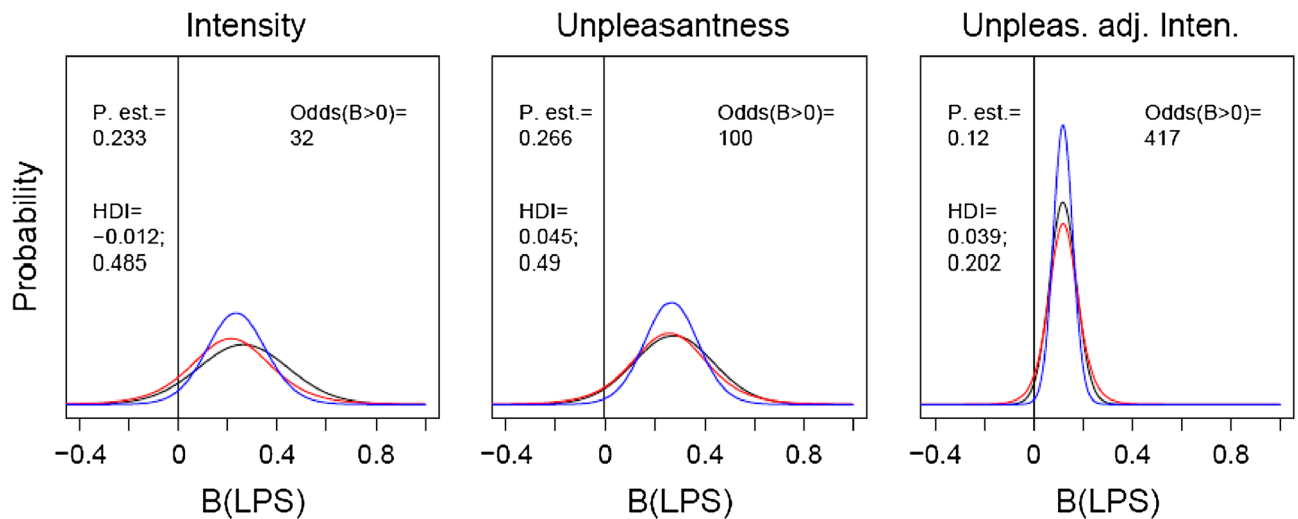 Intensity
Unpleasantness
Unpleas. adj. Inten.
Probability
P. est.=
0.233
Odds(B>0)=
32
HDI=
−0.012;
0.485
−0.4 0 0.4 0.8
B(LPS)
P. est.=
0.266
Odds(B>0)=
100
HDI=
0.045;
0.49
−0.4 0 0.4 0.8
B(LPS)
P. est.=
0.12
Odds(B>0)=
417
HDI=
0.039;
0.202
−0.4 0 0.4 0.8
B(LPS)